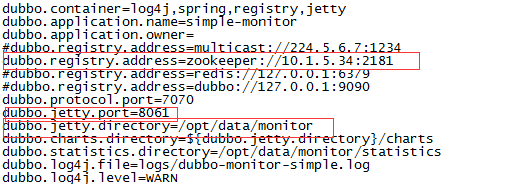 dubbo.container=log4j,spring,registry,jetty
dubbo.application.name=simple-monitor
dubbo.application.owner=
#dubbo.registry.address=multicast://224.5.6.7:1234
dubbo.registry.address=zookeeper://10.1.5.34:2181
#dubbo.registry.address=redis://127.0.0.1:6379
#dubbo.registry.address=dubbo://127.0.0.1:9090
dubbo.protocol.port=7070
dubbo.jetty.port=8061
dubbo.jetty.directory=/opt/data/monitor
dubbo.charts.directory=${dubbo.jetty.directory}/charts
dubbo.statistics.directory=/opt/data/monitor/statistics
dubbo.log4j.file=logs/dubbo-monitor-simple.log
dubbo.log4j.level=WARN